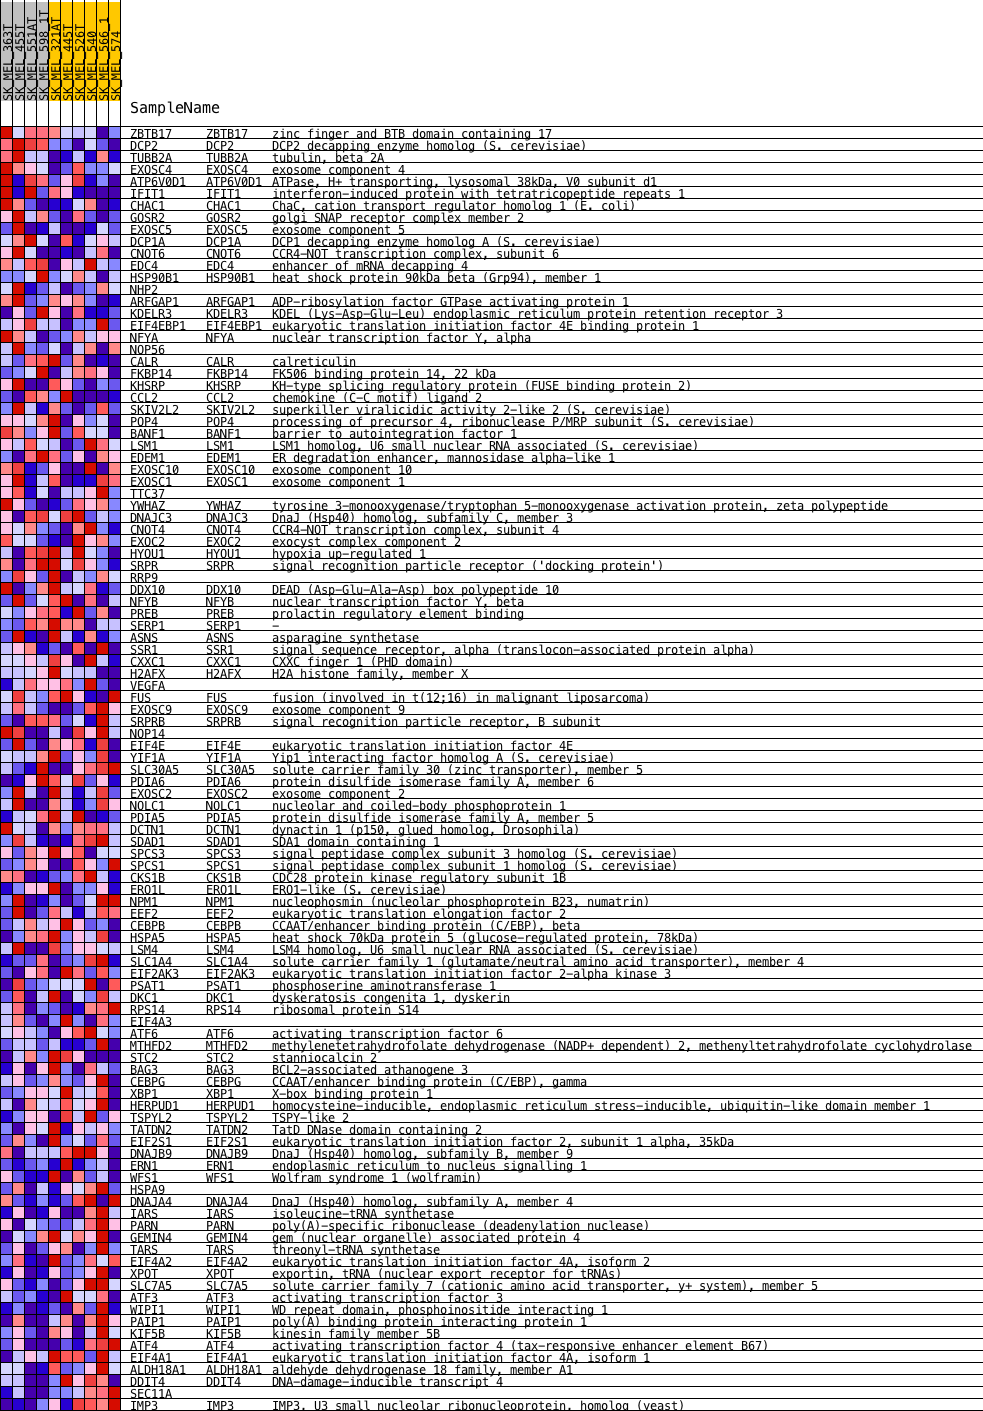 SK_MEL_363T
SK_MEL_455T
SK_MEL_551AT
SK_MEL_598_1T
SK_MEL_321AT
SK_MEL_445T
SK_MEL_526T
SK_MEL_540
SK_MEL_566_1
SK_MEL_574
SampleName
ZBTB17 ZBTB17 zinc finger and BTB domain containing 17
DCP2 DCP2 DCP2 decapping enzyme homolog (S. cerevisiae)
TUBB2A TUBB2A tubulin, beta 2A
EXOSC4 EXOSC4 exosome component 4
ATP6V0D1 ATP6V0D1 ATPase, H+ transporting, lysosomal 38kDa, V0 subunit d1
IFIT1 IFIT1 interferon-induced protein with tetratricopeptide repeats 1
CHAC1 CHAC1 ChaC, cation transport regulator homolog 1 (E. coli)
GOSR2 GOSR2 golgi SNAP receptor complex member 2
EXOSC5 EXOSC5 exosome component 5
DCP1A DCP1A DCP1 decapping enzyme homolog A (S. cerevisiae)
CNOT6 CNOT6 CCR4-NOT transcription complex, subunit 6
EDC4 EDC4 enhancer of mRNA decapping 4
HSP90B1 HSP90B1 heat shock protein 90kDa beta (Grp94), member 1
NHP2
ARFGAP1 ARFGAP1 ADP-ribosylation factor GTPase activating protein 1
KDELR3 KDELR3 KDEL (Lys-Asp-Glu-Leu) endoplasmic reticulum protein retention receptor 3
EIF4EBP1 EIF4EBP1 eukaryotic translation initiation factor 4E binding protein 1
NFYA NFYA nuclear transcription factor Y, alpha
NOP56
CALR CALR calreticulin
FKBP14 FKBP14 FK506 binding protein 14, 22 kDa
KHSRP KHSRP KH-type splicing regulatory protein (FUSE binding protein 2)
CCL2 CCL2 chemokine (C-C motif) ligand 2
SKIV2L2 SKIV2L2 superkiller viralicidic activity 2-like 2 (S. cerevisiae)
POP4 POP4 processing of precursor 4, ribonuclease P/MRP subunit (S. cerevisiae)
BANF1 BANF1 barrier to autointegration factor 1
LSM1 LSM1 LSM1 homolog, U6 small nuclear RNA associated (S. cerevisiae)
EDEM1 EDEM1 ER degradation enhancer, mannosidase alpha-like 1
EXOSC10 EXOSC10 exosome component 10
EXOSC1 EXOSC1 exosome component 1
TTC37
YWHAZ YWHAZ tyrosine 3-monooxygenase/tryptophan 5-monooxygenase activation protein, zeta polypeptide
DNAJC3 DNAJC3 DnaJ (Hsp40) homolog, subfamily C, member 3
CNOT4 CNOT4 CCR4-NOT transcription complex, subunit 4
EXOC2 EXOC2 exocyst complex component 2
HYOU1 HYOU1 hypoxia up-regulated 1
SRPR SRPR signal recognition particle receptor ('docking protein')
RRP9
DDX10 DDX10 DEAD (Asp-Glu-Ala-Asp) box polypeptide 10
NFYB NFYB nuclear transcription factor Y, beta
PREB PREB prolactin regulatory element binding
SERP1 SERP1 -
ASNS ASNS asparagine synthetase
SSR1 SSR1 signal sequence receptor, alpha (translocon-associated protein alpha)
CXXC1 CXXC1 CXXC finger 1 (PHD domain)
H2AFX H2AFX H2A histone family, member X
VEGFA
FUS FUS fusion (involved in t(12;16) in malignant liposarcoma)
EXOSC9 EXOSC9 exosome component 9
SRPRB SRPRB signal recognition particle receptor, B subunit
NOP14
EIF4E EIF4E eukaryotic translation initiation factor 4E
YIF1A YIF1A Yip1 interacting factor homolog A (S. cerevisiae)
SLC30A5 SLC30A5 solute carrier family 30 (zinc transporter), member 5
PDIA6 PDIA6 protein disulfide isomerase family A, member 6
EXOSC2 EXOSC2 exosome component 2
NOLC1 NOLC1 nucleolar and coiled-body phosphoprotein 1
PDIA5 PDIA5 protein disulfide isomerase family A, member 5
DCTN1 DCTN1 dynactin 1 (p150, glued homolog, Drosophila)
SDAD1 SDAD1 SDA1 domain containing 1
SPCS3 SPCS3 signal peptidase complex subunit 3 homolog (S. cerevisiae)
SPCS1 SPCS1 signal peptidase complex subunit 1 homolog (S. cerevisiae)
CKS1B CKS1B CDC28 protein kinase regulatory subunit 1B
ERO1L ERO1L ERO1-like (S. cerevisiae)
NPM1 NPM1 nucleophosmin (nucleolar phosphoprotein B23, numatrin)
EEF2 EEF2 eukaryotic translation elongation factor 2
CEBPB CEBPB CCAAT/enhancer binding protein (C/EBP), beta
HSPA5 HSPA5 heat shock 70kDa protein 5 (glucose-regulated protein, 78kDa)
LSM4 LSM4 LSM4 homolog, U6 small nuclear RNA associated (S. cerevisiae)
SLC1A4 SLC1A4 solute carrier family 1 (glutamate/neutral amino acid transporter), member 4
EIF2AK3 EIF2AK3 eukaryotic translation initiation factor 2-alpha kinase 3
PSAT1 PSAT1 phosphoserine aminotransferase 1
DKC1 DKC1 dyskeratosis congenita 1, dyskerin
RPS14 RPS14 ribosomal protein S14
EIF4A3
ATF6 ATF6 activating transcription factor 6
MTHFD2 MTHFD2 methylenetetrahydrofolate dehydrogenase (NADP+ dependent) 2, methenyltetrahydrofolate cyclohydrolase
STC2 STC2 stanniocalcin 2
BAG3 BAG3 BCL2-associated athanogene 3
CEBPG CEBPG CCAAT/enhancer binding protein (C/EBP), gamma
XBP1 XBP1 X-box binding protein 1
HERPUD1 HERPUD1 homocysteine-inducible, endoplasmic reticulum stress-inducible, ubiquitin-like domain member 1
TSPYL2 TSPYL2 TSPY-like 2
TATDN2 TATDN2 TatD DNase domain containing 2
EIF2S1 EIF2S1 eukaryotic translation initiation factor 2, subunit 1 alpha, 35kDa
DNAJB9 DNAJB9 DnaJ (Hsp40) homolog, subfamily B, member 9
ERN1 ERN1 endoplasmic reticulum to nucleus signalling 1
WFS1 WFS1 Wolfram syndrome 1 (wolframin)
HSPA9
DNAJA4 DNAJA4 DnaJ (Hsp40) homolog, subfamily A, member 4
IARS IARS isoleucine-tRNA synthetase
PARN PARN poly(A)-specific ribonuclease (deadenylation nuclease)
GEMIN4 GEMIN4 gem (nuclear organelle) associated protein 4
TARS TARS threonyl-tRNA synthetase
EIF4A2 EIF4A2 eukaryotic translation initiation factor 4A, isoform 2
XPOT XPOT exportin, tRNA (nuclear export receptor for tRNAs)
SLC7A5 SLC7A5 solute carrier family 7 (cationic amino acid transporter, y+ system), member 5
ATF3 ATF3 activating transcription factor 3
WIPI1 WIPI1 WD repeat domain, phosphoinositide interacting 1
PAIP1 PAIP1 poly(A) binding protein interacting protein 1
KIF5B KIF5B kinesin family member 5B
ATF4 ATF4 activating transcription factor 4 (tax-responsive enhancer element B67)
EIF4A1 EIF4A1 eukaryotic translation initiation factor 4A, isoform 1
ALDH18A1 ALDH18A1 aldehyde dehydrogenase 18 family, member A1
DDIT4 DDIT4 DNA-damage-inducible transcript 4
SEC11A
IMP3 IMP3 IMP3, U3 small nucleolar ribonucleoprotein, homolog (yeast)